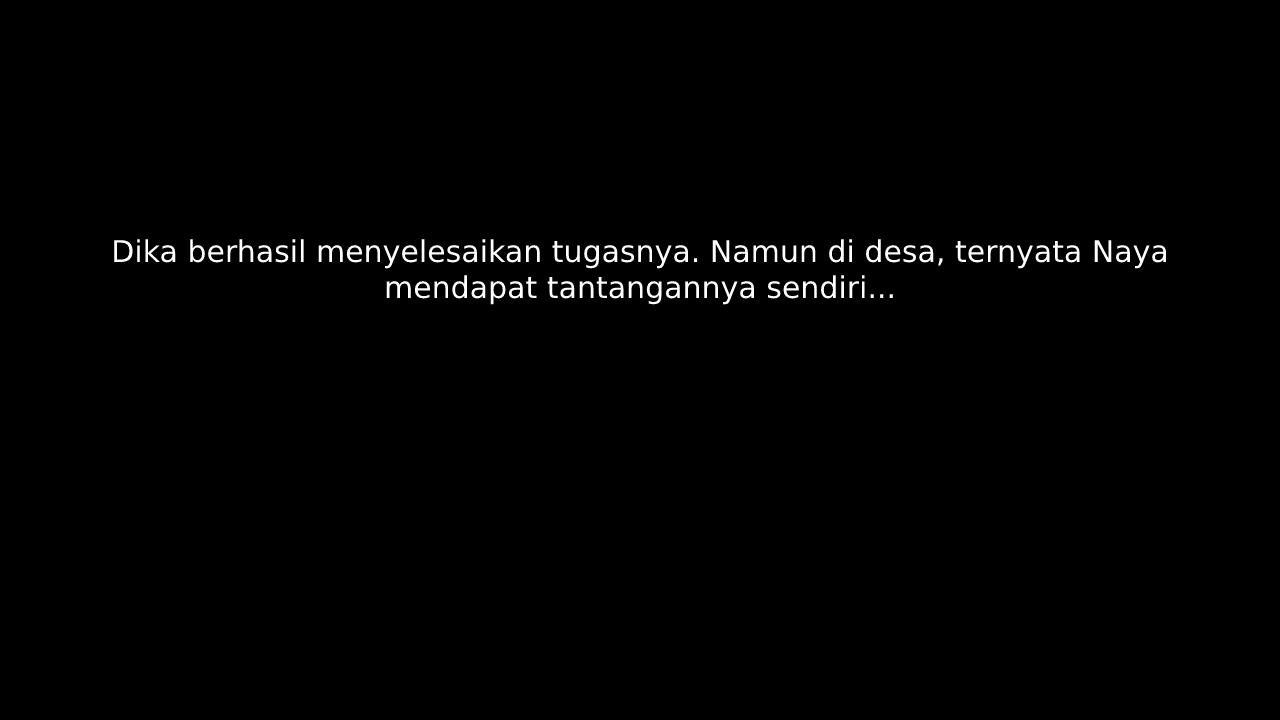 Dika berhasil menyelesaikan tugasnya. Namun di desa, ternyata Naya
mendapat tantangannya sendiri...